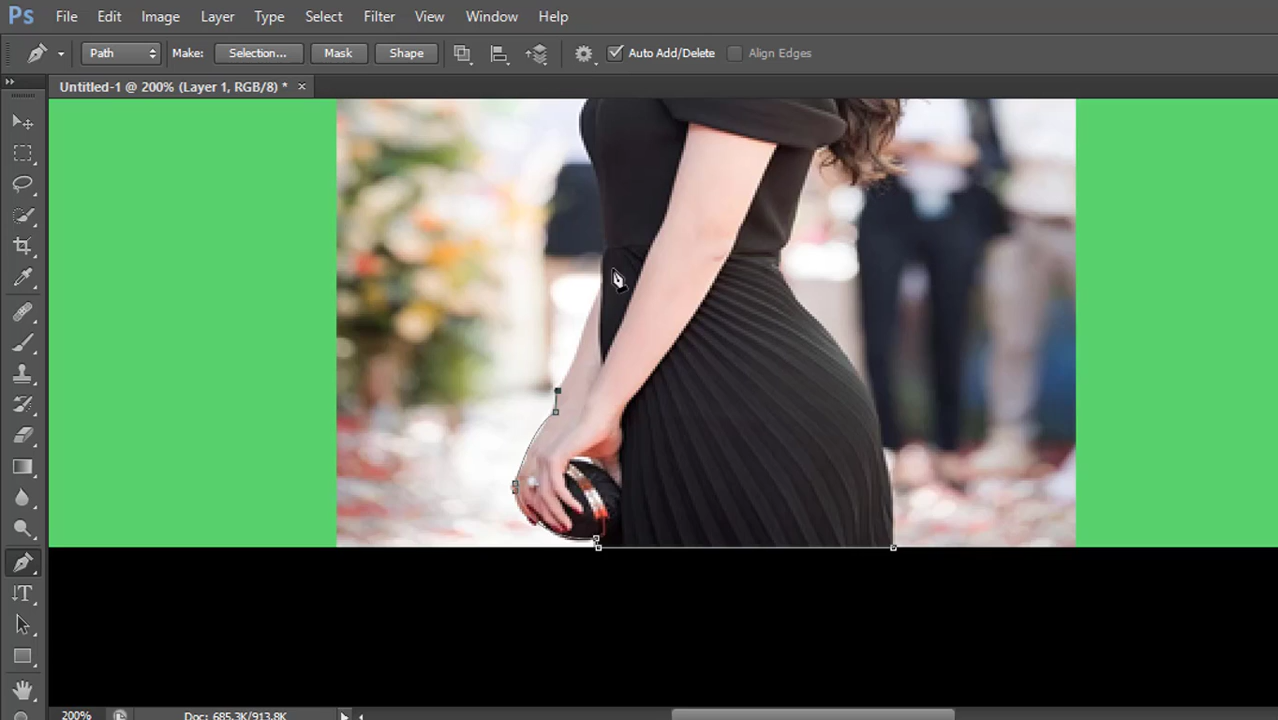 Ps File Edit Image Layer Type Select Filter View Window Help
Path Make: Selection... Mask Shape Auto Add/Delete Align Edges
Untitled-1 @ 200% (Layer 1, RGB/8) * ×
200% Doc: 685.3K/913.8K